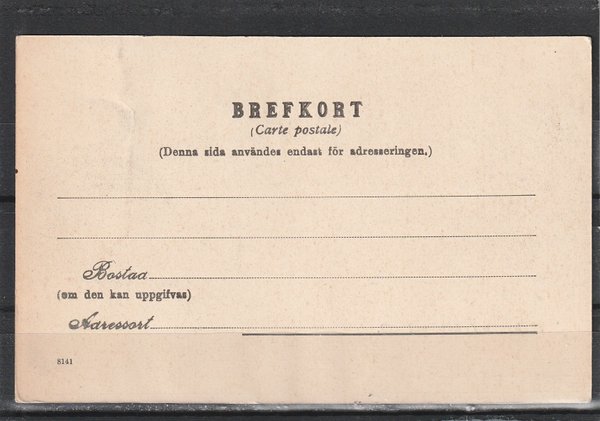 BREFKORT
(Carte postale)
(Denna sida användes endast för adresseringen.)
Bostad
(om den kan uppgifvas)
Adressort
8141